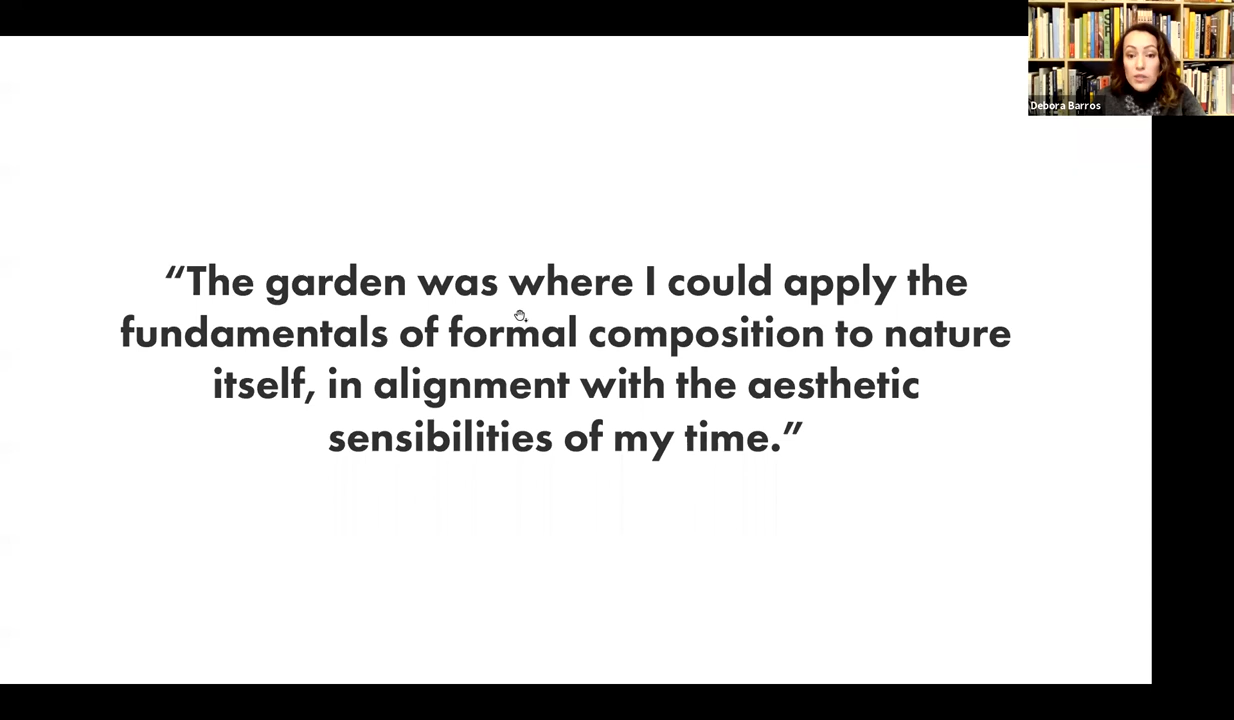 Debora Barros
“The garden was where I could apply the
fundamentals of formal composition to nature
itself, in alignment with the aesthetic
sensibilities of my time.”